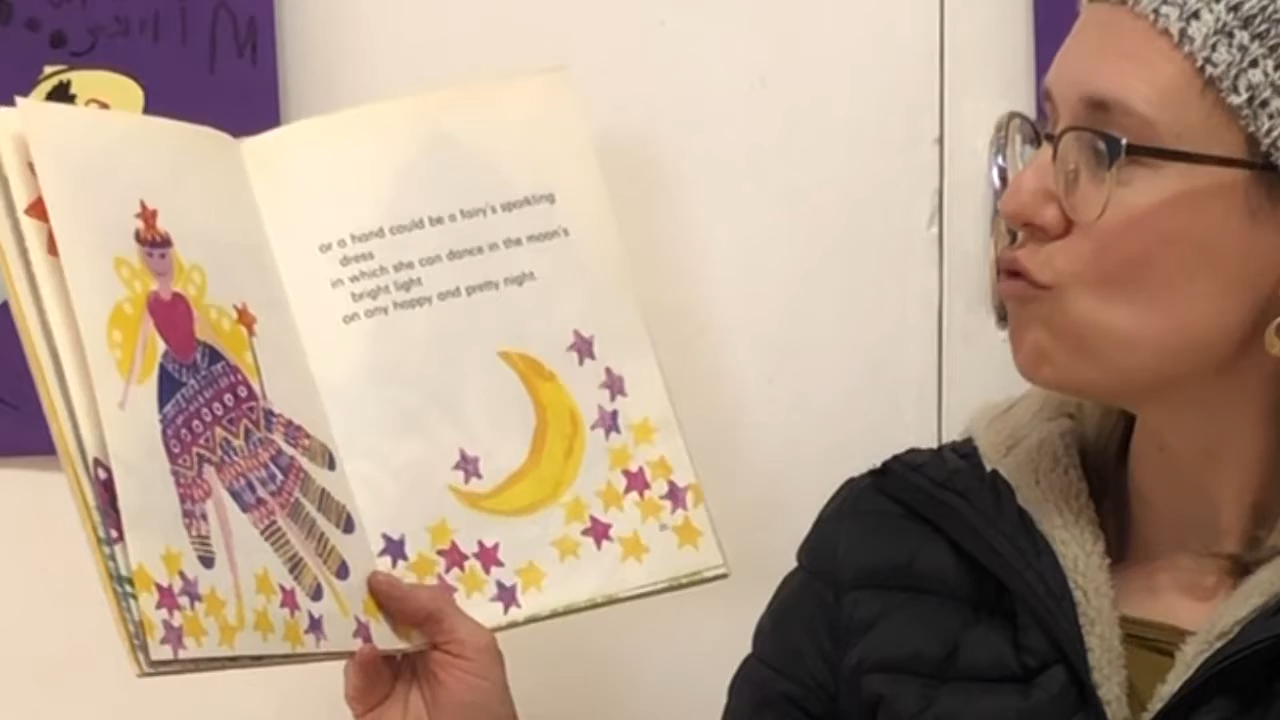 or a hand could be a fairy's sparkling
dress
in which she can dance in the moon's
bright light
on any happy and pretty night.